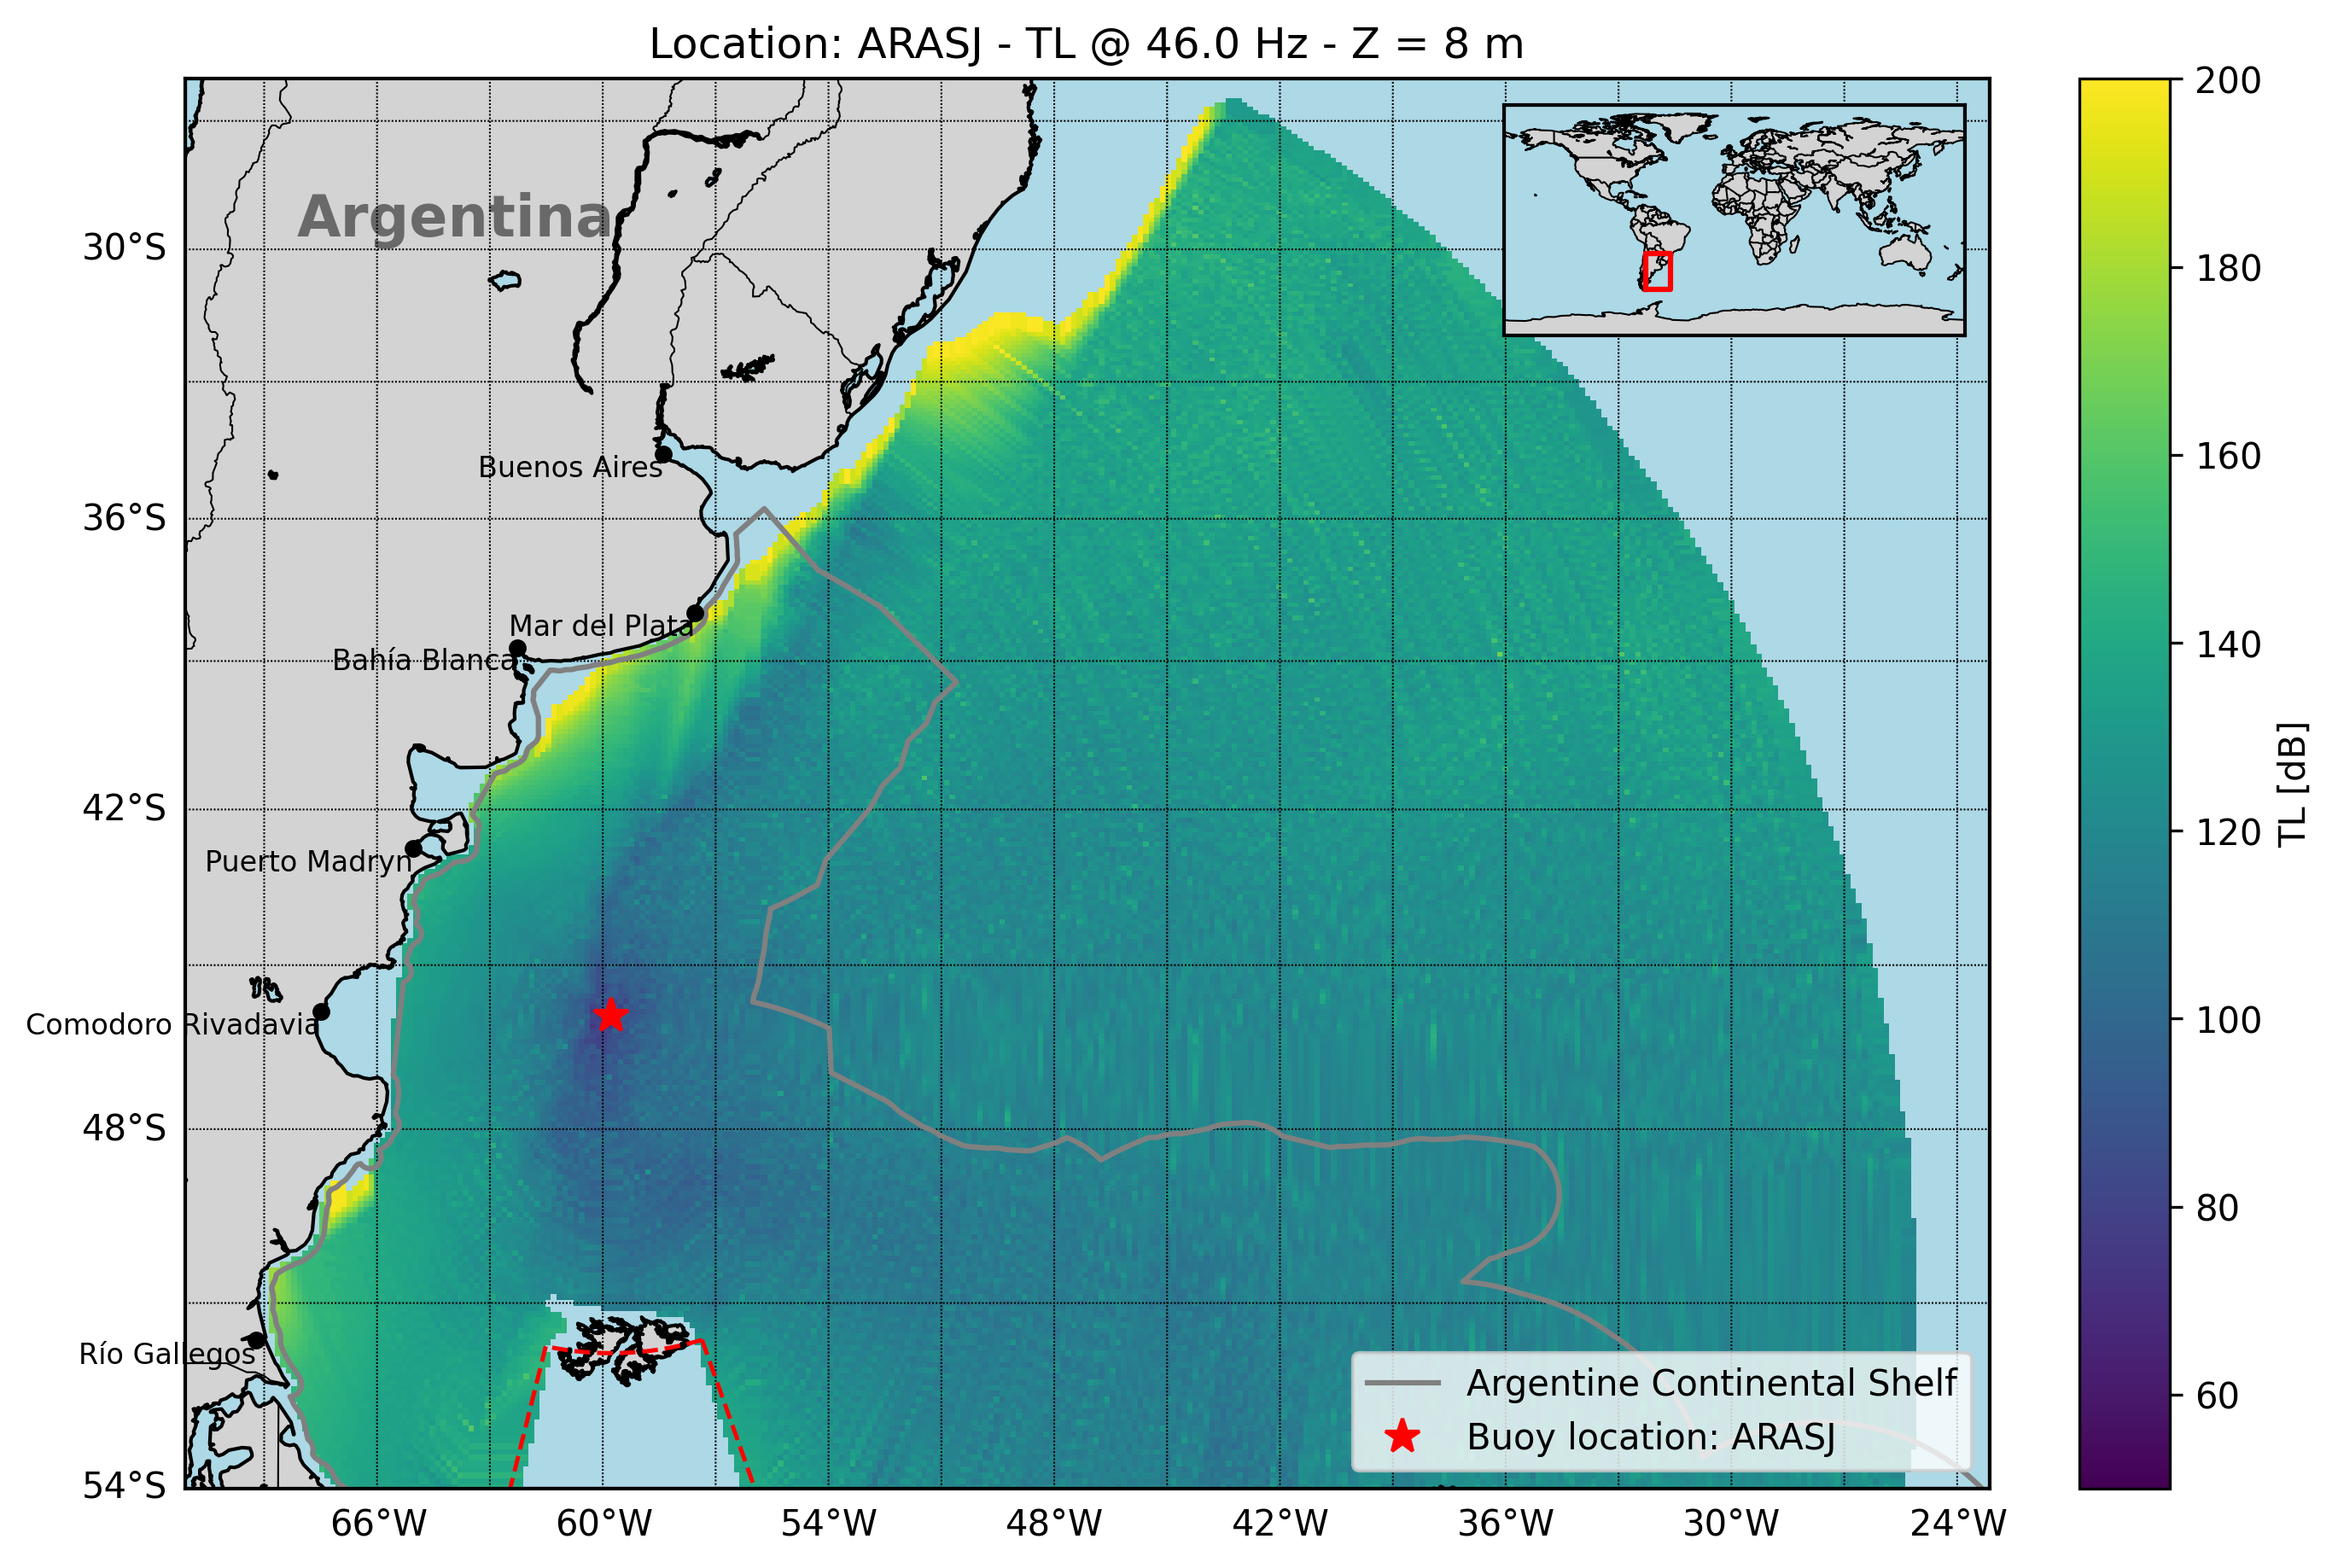 Location: ARASJ - TL @ 46.0 Hz - Z = 8 m
Argentina
30°S
36°S
42°S
48°S
54°S
Buenos Aires
Mar del Plata
Bahía Blanca
Puerto Madryn
Comodoro Rivadavia
Río Gallegos
Argentine Continental Shelf
Buoy location: ARASJ
66°W
60°W
54°W
48°W
42°W
36°W
30°W
24°W
200
180
160
140
120
100
80
60
TL [dB]